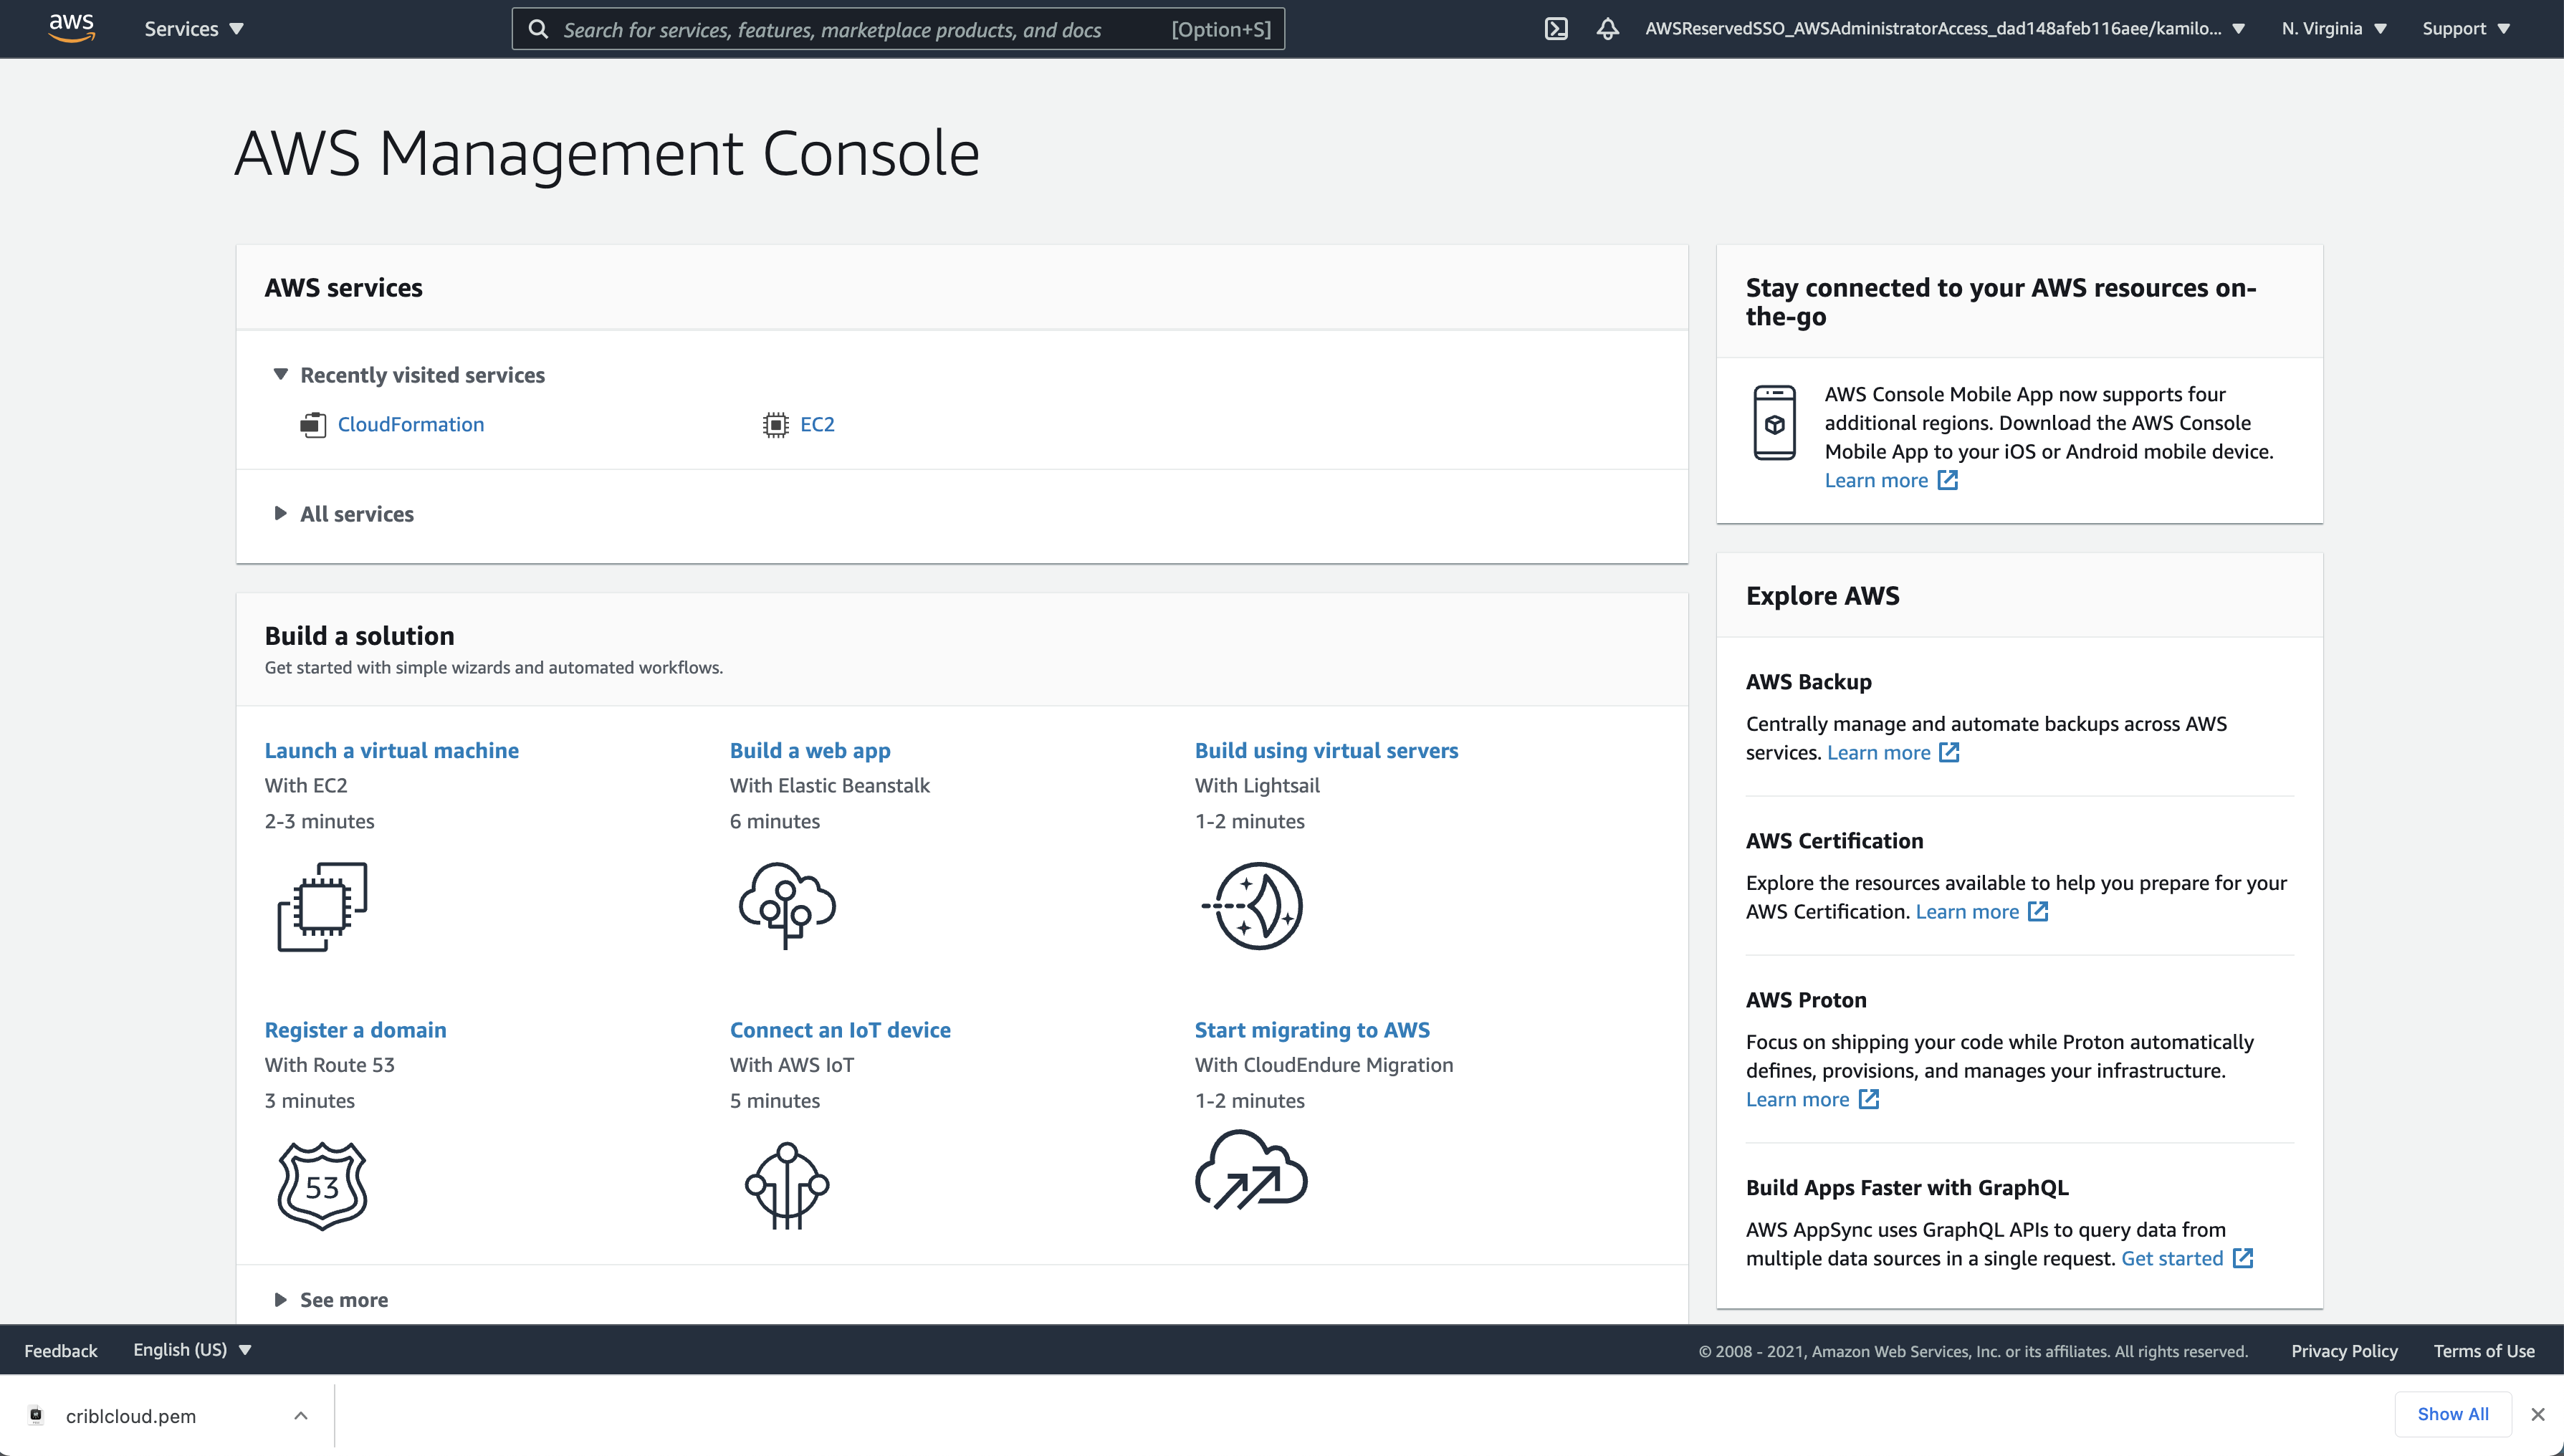 aws
Services
Search for services, features, marketplace products, and docs
[Option+S]
AWSReservedSSO_AWSAdministratorAccess_dad148afeb116aee/kamilo...
N. Virginia
Support
AWS Management Console
AWS services
Recently visited services
CloudFormation
EC2
All services
Build a solution
Get started with simple wizards and automated workflows.
Launch a virtual machine
With EC2
2-3 minutes
Build a web app
With Elastic Beanstalk
6 minutes
Build using virtual servers
With Lightsail
1-2 minutes
Register a domain
With Route 53
3 minutes
53
Connect an IoT device
With AWS IoT
5 minutes
Start migrating to AWS
With CloudEndure Migration
1-2 minutes
See more
Stay connected to your AWS resources on-
the-go
AWS Console Mobile App now supports four
additional regions. Download the AWS Console
Mobile App to your iOS or Android mobile device.
Learn more
Explore AWS
AWS Backup
Centrally manage and automate backups across AWS
services. Learn more
AWS Certification
Explore the resources available to help you prepare for your
AWS Certification. Learn more
AWS Proton
Focus on shipping your code while Proton automatically
defines, provisions, and manages your infrastructure.
Learn more
Build Apps Faster with GraphQL
AWS AppSync uses GraphQL APIs to query data from
multiple data sources in a single request. Get started
Feedback
English (US)
© 2008 - 2021, Amazon Web Services, Inc. or its affiliates. All rights reserved.
Privacy Policy
Terms of Use
criblcloud.pem
Show All